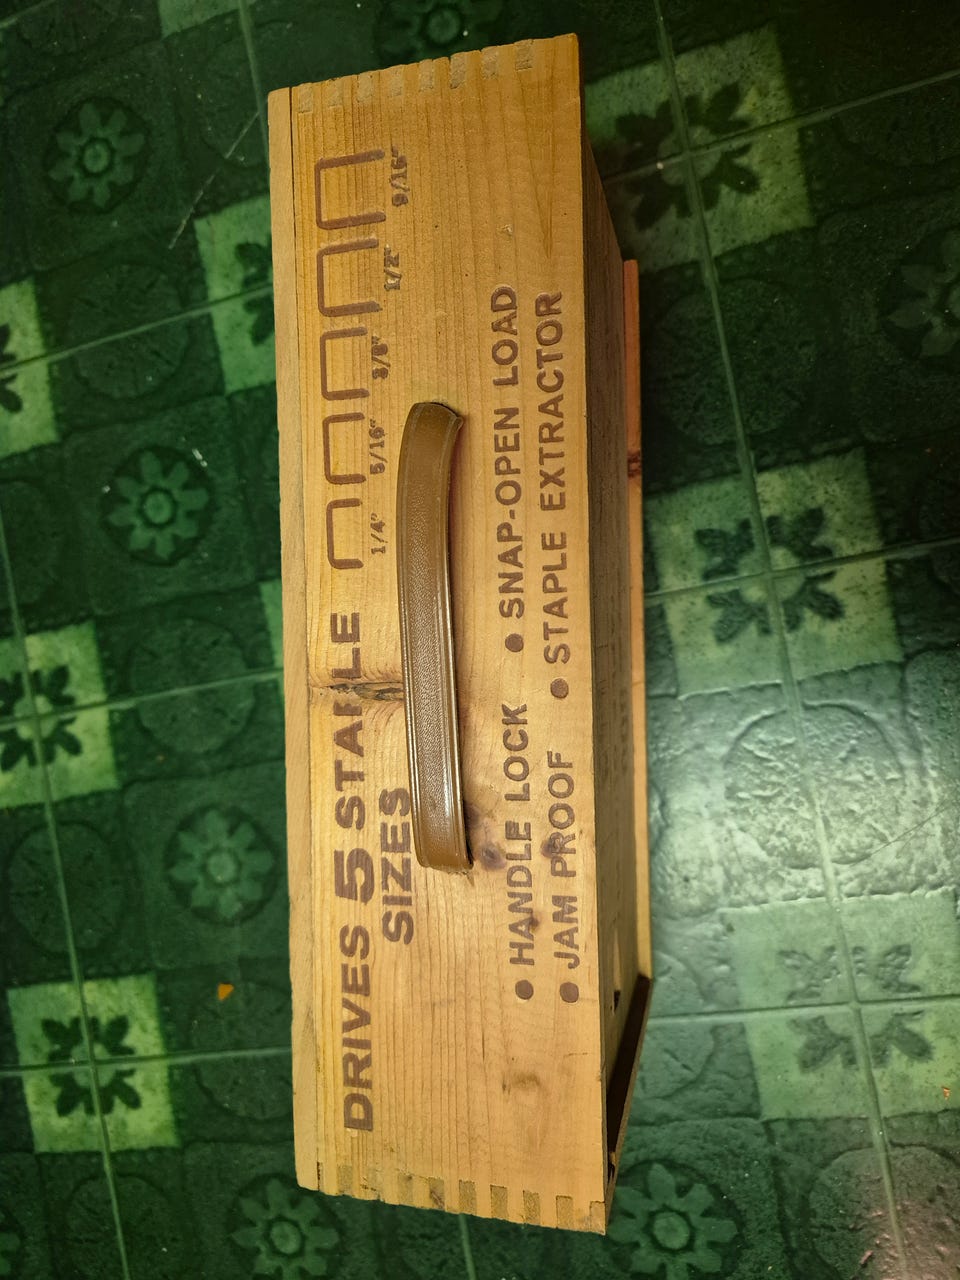 DRIVES 5 STAPLE
SIZES
1/4" 5/16" 3/8" 1/2" 9/16"
● HANDLE LOCK ● SNAP-OPEN LOAD
● JAM PROOF ● STAPLE EXTRACTOR